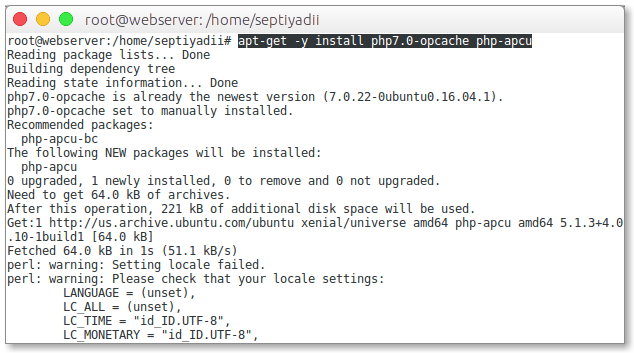 root@webserver: /home/septiyadii
root@webserver:/home/septiyadii# apt-get -y install php7.0-opcache php-apcu
Reading package lists... Done
Building dependency tree
Reading state information... Done
php7.0-opcache is already the newest version (7.0.22-0ubuntu0.16.04.1).
php7.0-opcache set to manually installed.
Recommended packages:
  php-apcu-bc
The following NEW packages will be installed:
  php-apcu
0 upgraded, 1 newly installed, 0 to remove and 0 not upgraded.
Need to get 64.0 kB of archives.
After this operation, 221 kB of additional disk space will be used.
Get:1 http://us.archive.ubuntu.com/ubuntu xenial/universe amd64 php-apcu amd64 5.1.3+4.0
.10-1build1 [64.0 kB]
Fetched 64.0 kB in 1s (51.1 kB/s)
perl: warning: Setting locale failed.
perl: warning: Please check that your locale settings:
        LANGUAGE = (unset),
        LC_ALL = (unset),
        LC_TIME = "id_ID.UTF-8",
        LC_MONETARY = "id_ID.UTF-8",